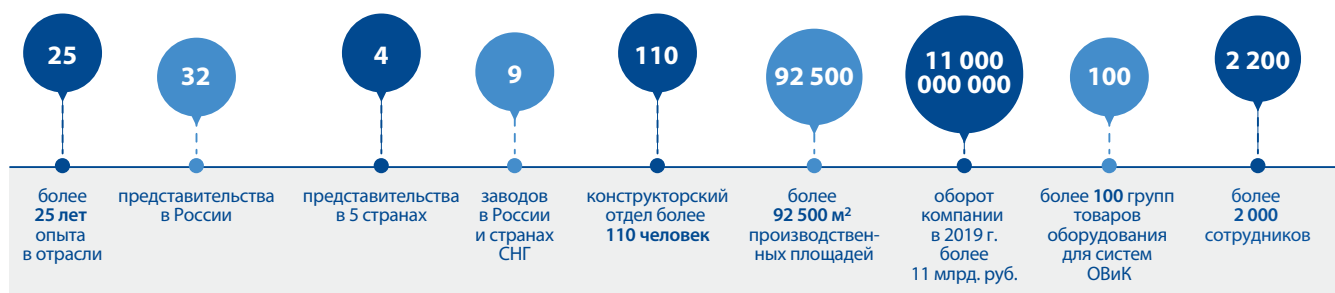 25
32
4
9
110
92 500
11 000
000 000
100
2 200
более
25 лет
опыта
в отрасли
представительства
в России
представительства
в 5 странах
заводов
в России
и странах
СНГ
конструкторский
отдел более
110 человек
более
92 500 м²
производствен-
ных площадей
оборот
компании
в 2019 г.
более
11 млрд. руб.
более 100 групп
товаров
оборудования
для систем
ОВиК
более
2 000
сотрудников